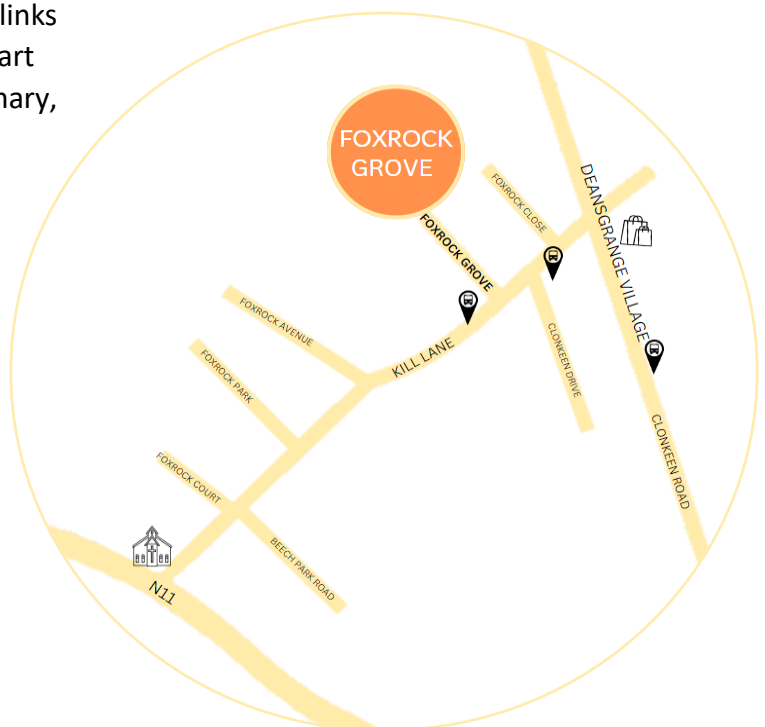 links
art
nary,
FOXROCK
GROVE
FOXROCK CLOSE
DEANSGRANGE VILLAGE
FOXROCK GROVE
FOXROCK AVENUE
KILL LANE
CLONKEEN DRIVE
FOXROCK PARK
CLONKEEN ROAD
FOXROCK COURT
BEECH PARK ROAD
N11